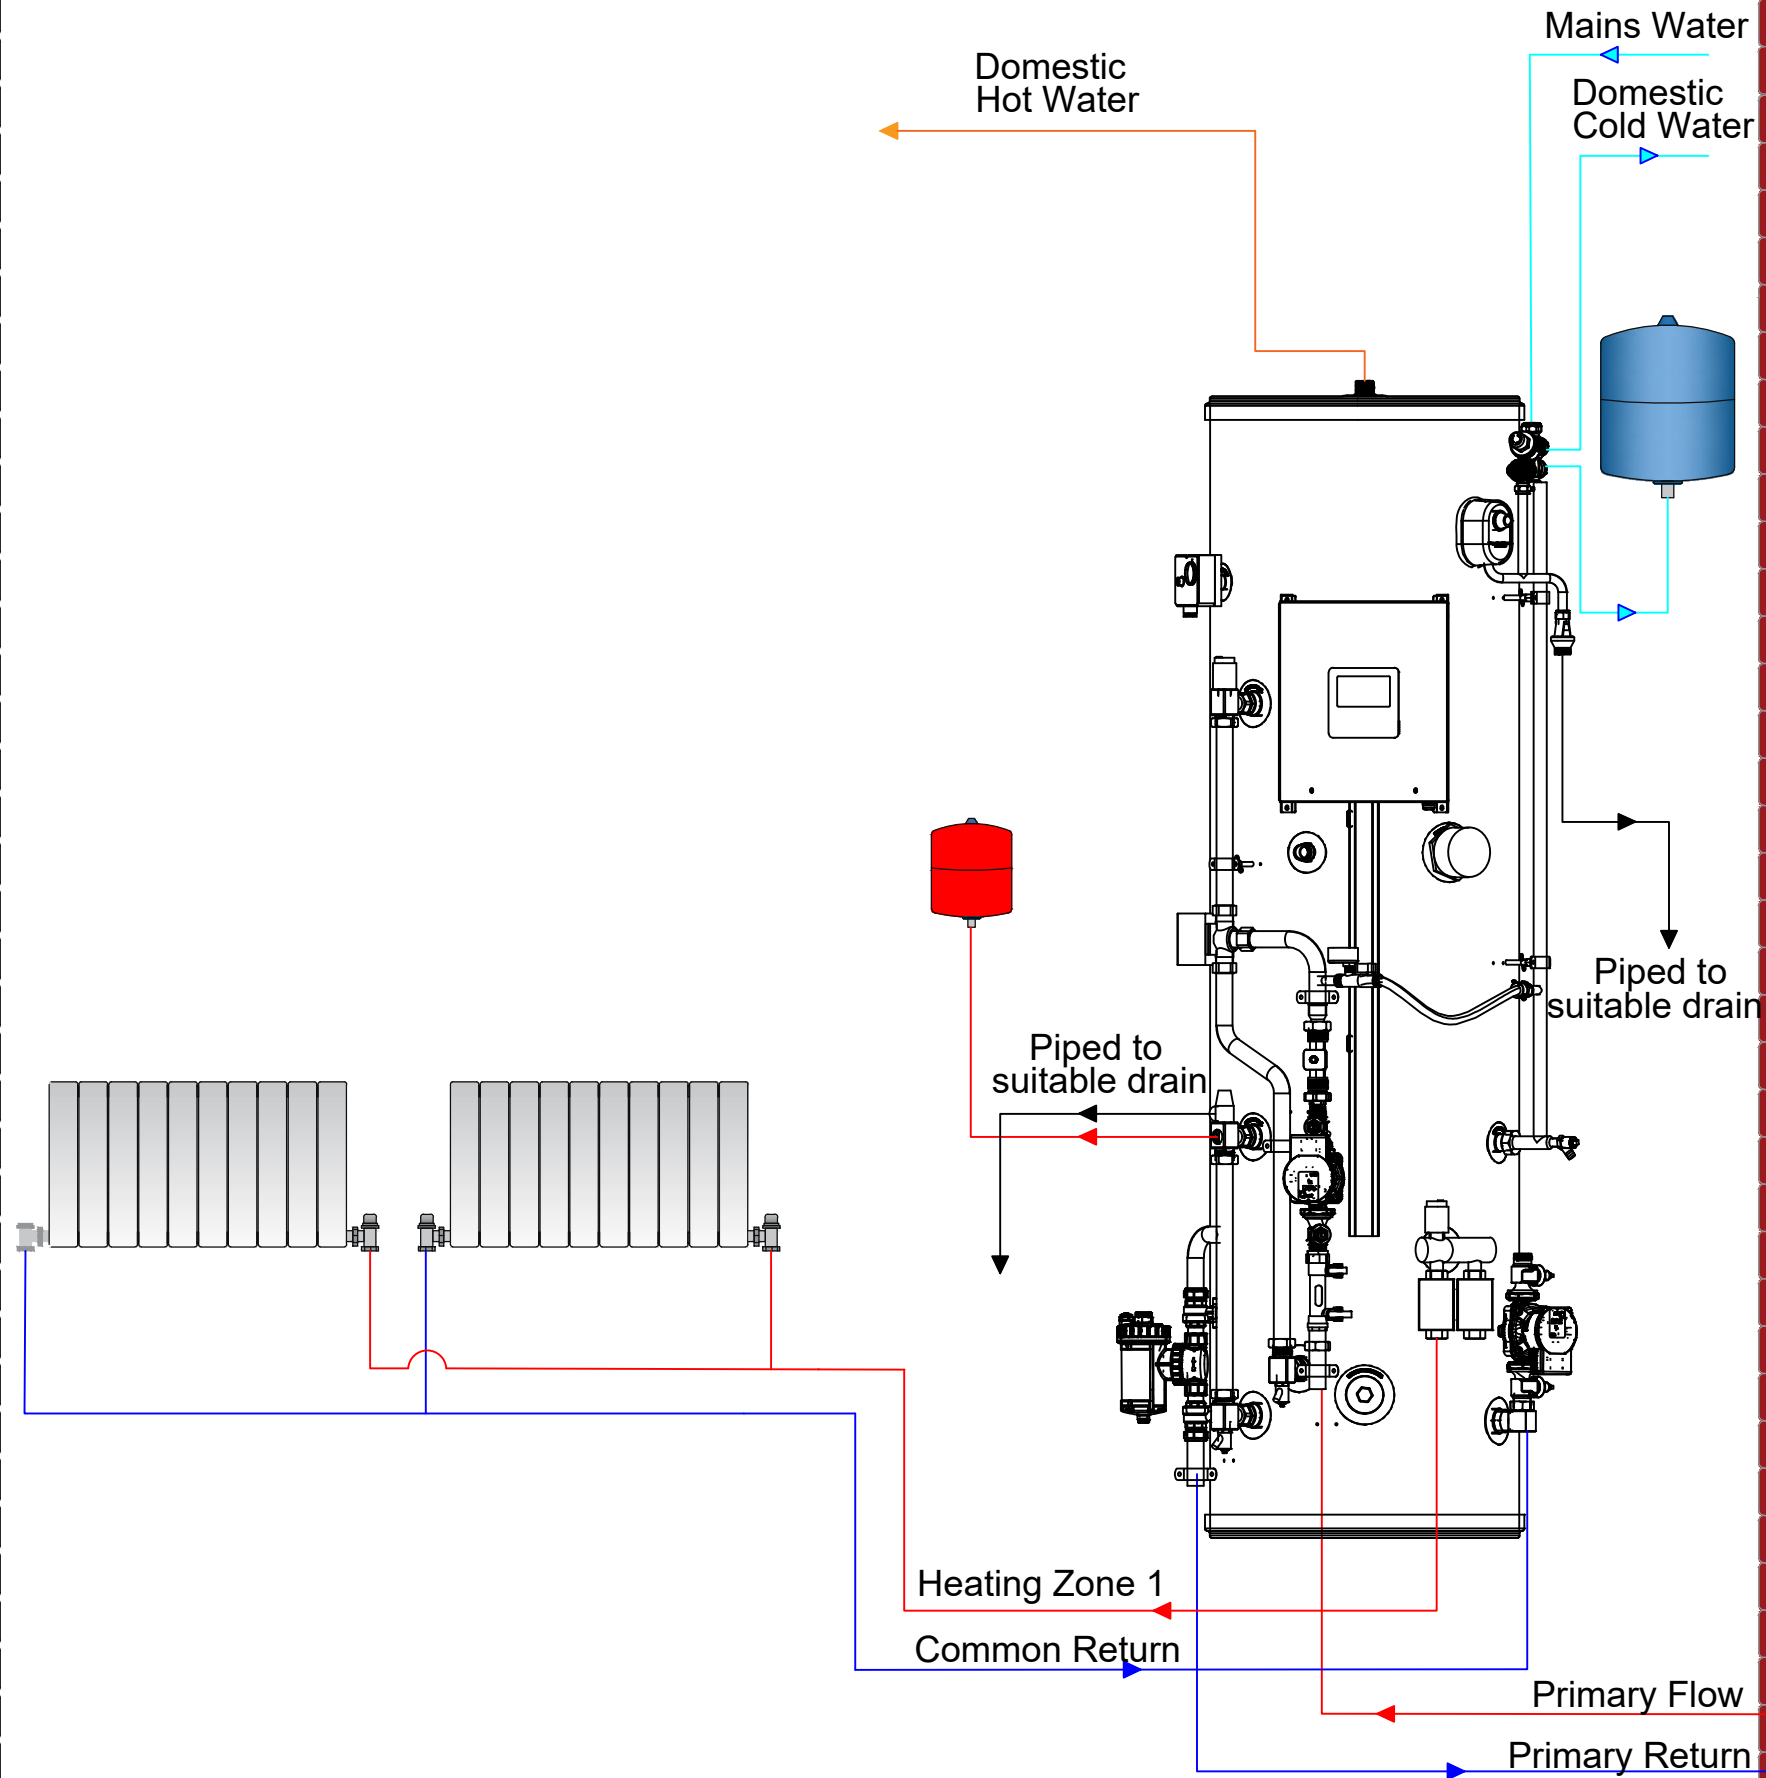 Mains Water
Domestic
Hot Water
Domestic
Cold Water
Piped to
suitable drain
Piped to
suitable drain
Heating Zone 1
Common Return
Primary Flow
Primary Return